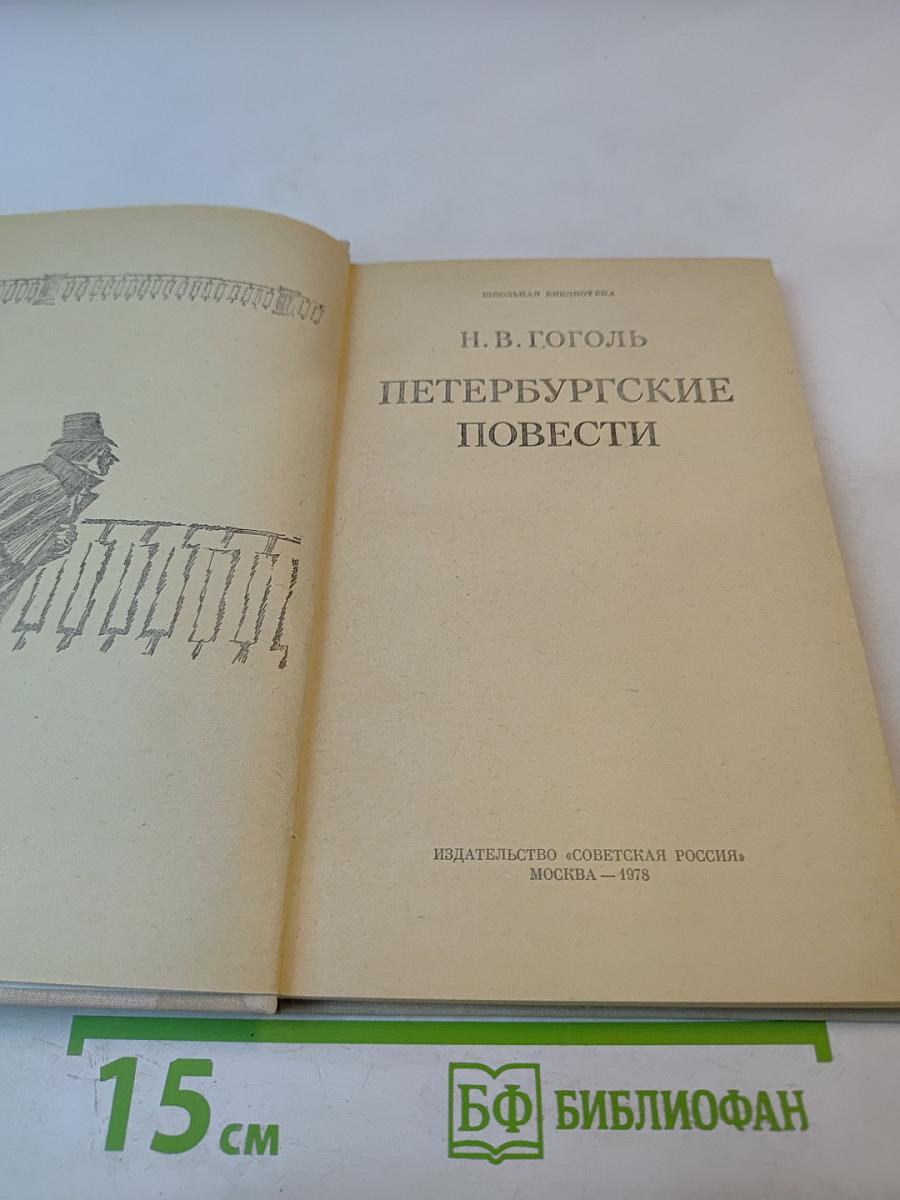 ШКОЛЬНАЯ БИБЛИОТЕКА
Н. В. ГОГОЛЬ
ПЕТЕРБУРГСКИЕ
ПОВЕСТИ
ИЗДАТЕЛЬСТВО «СОВЕТСКАЯ РОССИЯ»
МОСКВА — 1978
15 см
БФ БИБЛИОФАН